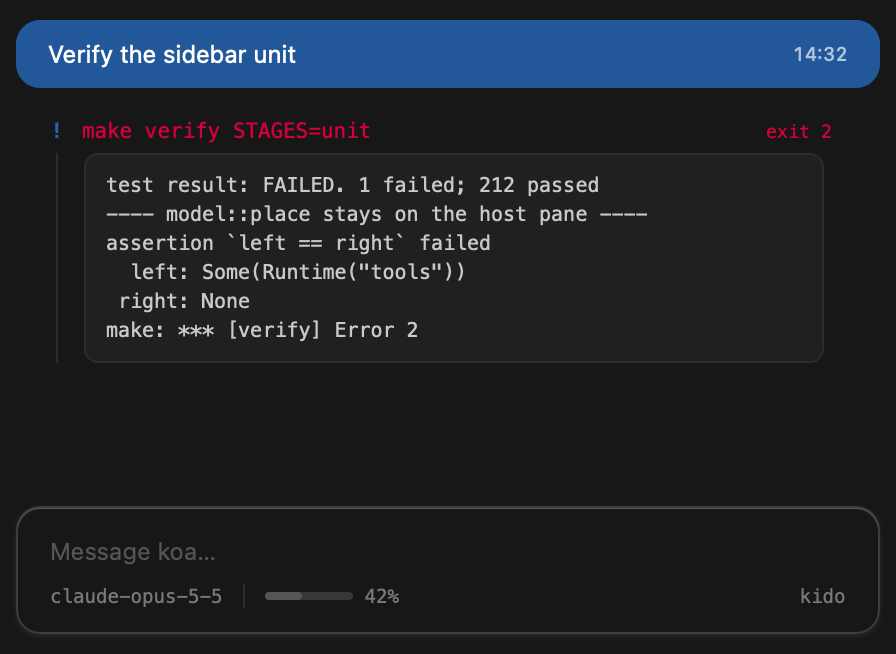 Verify the sidebar unit 14:32
! make verify STAGES=unit exit 2
test result: FAILED. 1 failed; 212 passed
---- model::place stays on the host pane ----
assertion `left == right` failed
  left: Some(Runtime("tools"))
 right: None
make: *** [verify] Error 2
Message koa...
claude-opus-5-5 42% kido